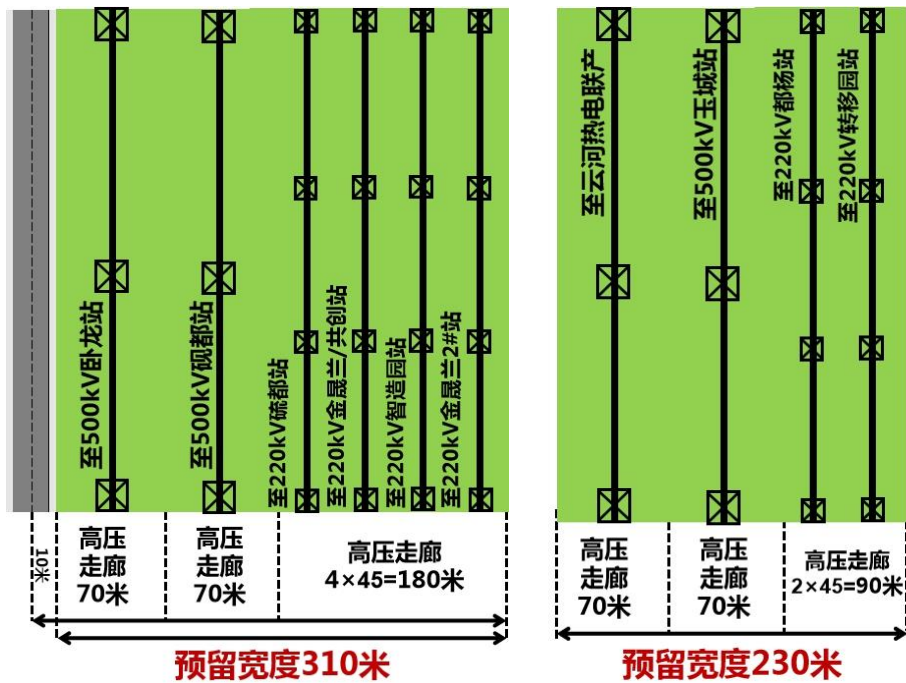 至500kV卧龙站
至500kV砚都站
至220kV硫都站
至220kV金晟兰/共创站
至220kV智造园站
至220kV金晟兰2#站
10米
高压
走廊
70米
高压
走廊
70米
高压走廊
4×45=180米
预留宽度310米
至云河热电联产
至500kV玉城站
至220kV都杨站
至220kV转移园站
高压
走廊
70米
高压
走廊
70米
高压走廊
2×45=90米
预留宽度230米